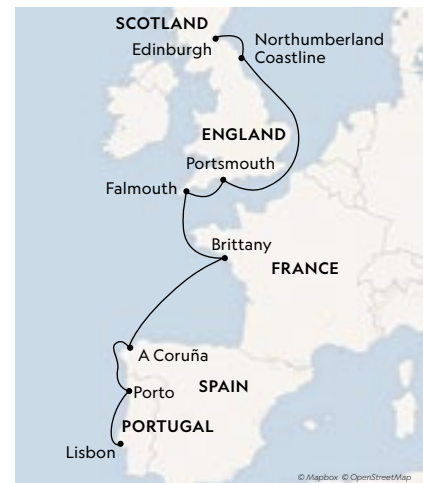 SCOTLAND
Edinburgh
Northumberland
Coastline
ENGLAND
Portsmouth
Falmouth
Brittany
FRANCE
A Coruña
SPAIN
Porto
PORTUGAL
Lisbon
© Mapbox © OpenStreetMap